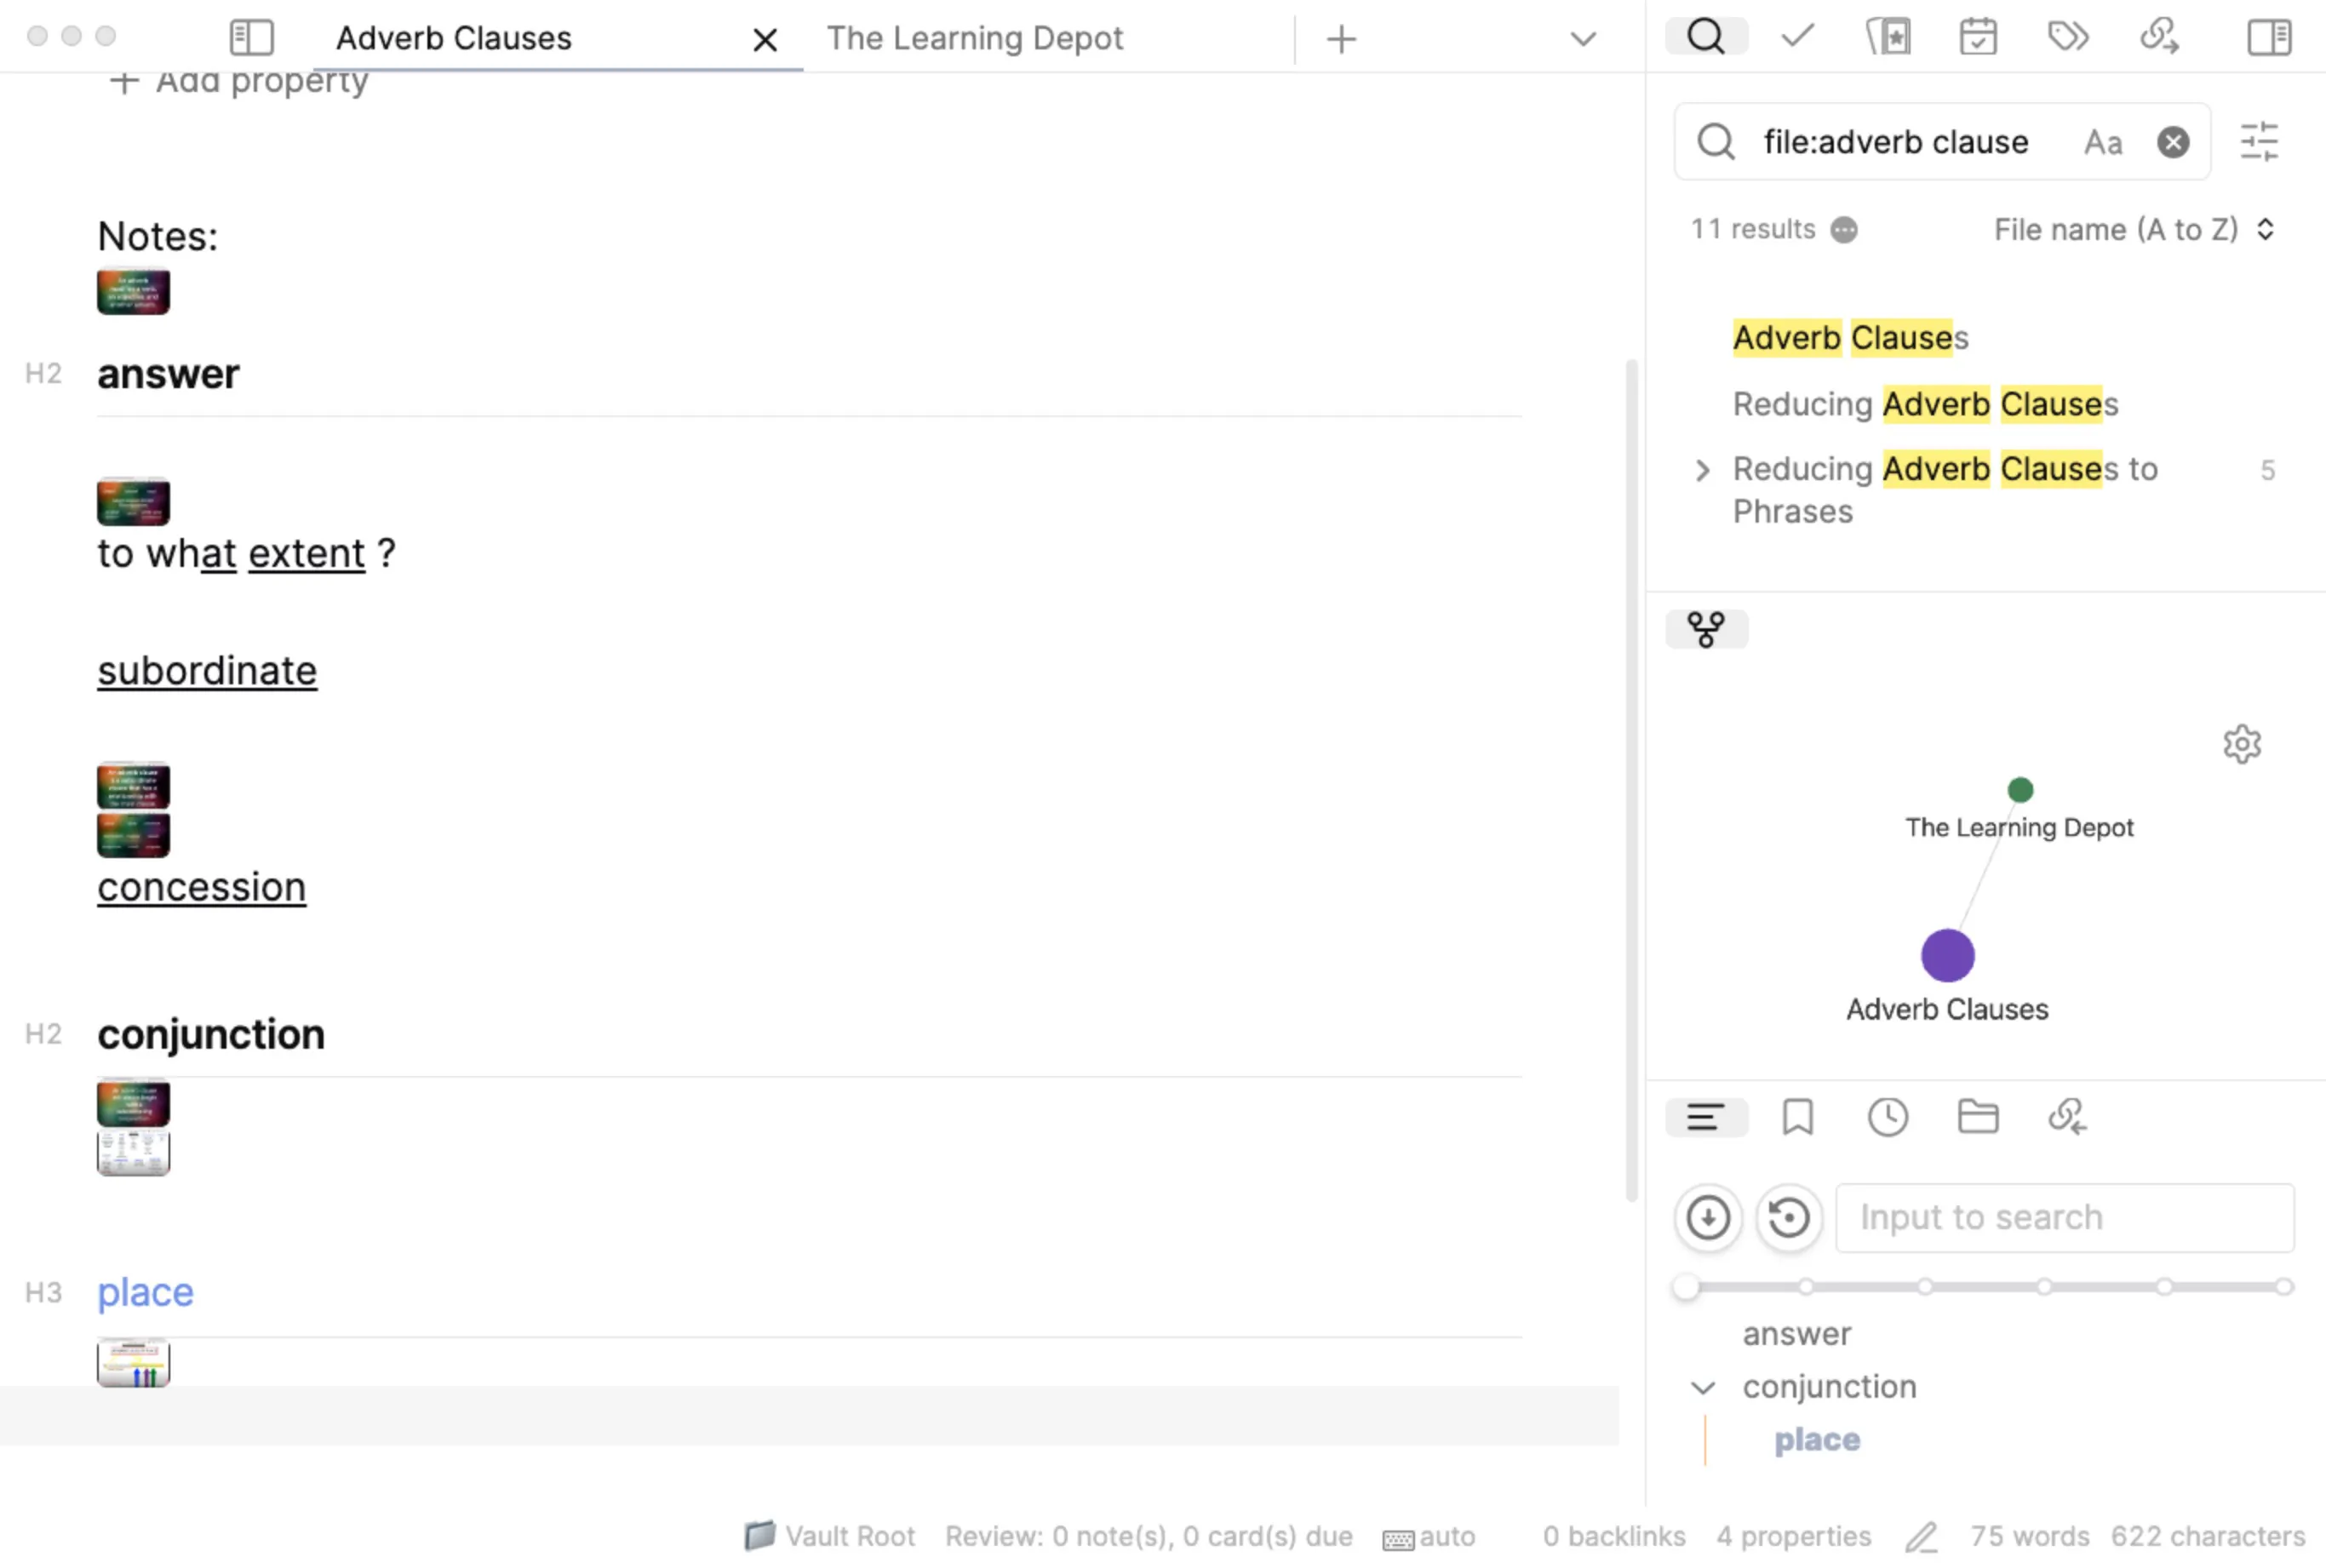 Adverb Clauses
The Learning Depot
Add property
Notes:
H2 answer
to what extent ?
subordinate
concession
H2 conjunction
H3 place
file:adverb clause Aa
11 results File name (A to Z)
Adverb Clauses
Reducing Adverb Clauses
Reducing Adverb Clauses to 5
Phrases
The Learning Depot
Adverb Clauses
Input to search
answer
conjunction
place
Vault Root Review: 0 note(s), 0 card(s) due auto 0 backlinks 4 properties 75 words 622 characters